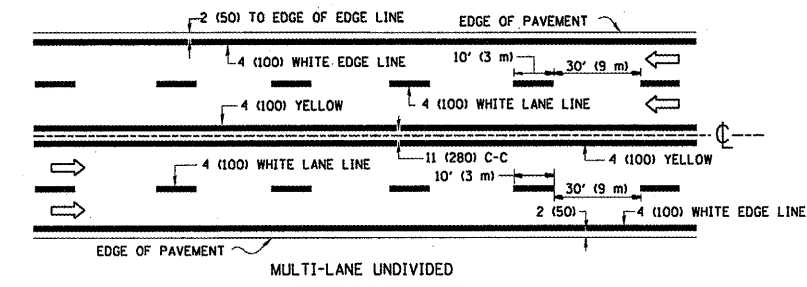 2 (50) TO EDGE OF EDGE LINE
EDGE OF PAVEMENT
4 (100) WHITE EDGE LINE
10' (3 m)
30' (9 m)
4 (100) YELLOW
4 (100) WHITE LANE LINE
CL
4 (100) WHITE LANE LINE
11 (280) C-C
4 (100) YELLOW
10' (3 m)
30' (9 m)
2 (50)
4 (100) WHITE EDGE LINE
EDGE OF PAVEMENT
MULTI-LANE UNDIVIDED